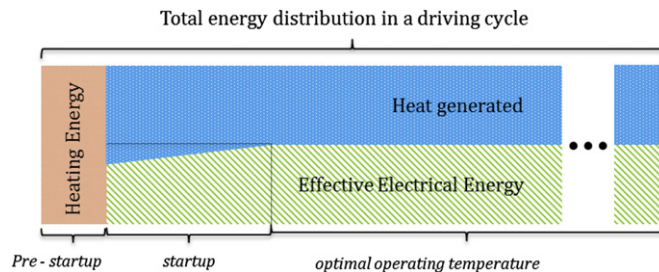 Total energy distribution in a driving cycle
Heating Energy
Heat generated
Effective Electrical Energy
Pre - startup
startup
optimal operating temperature